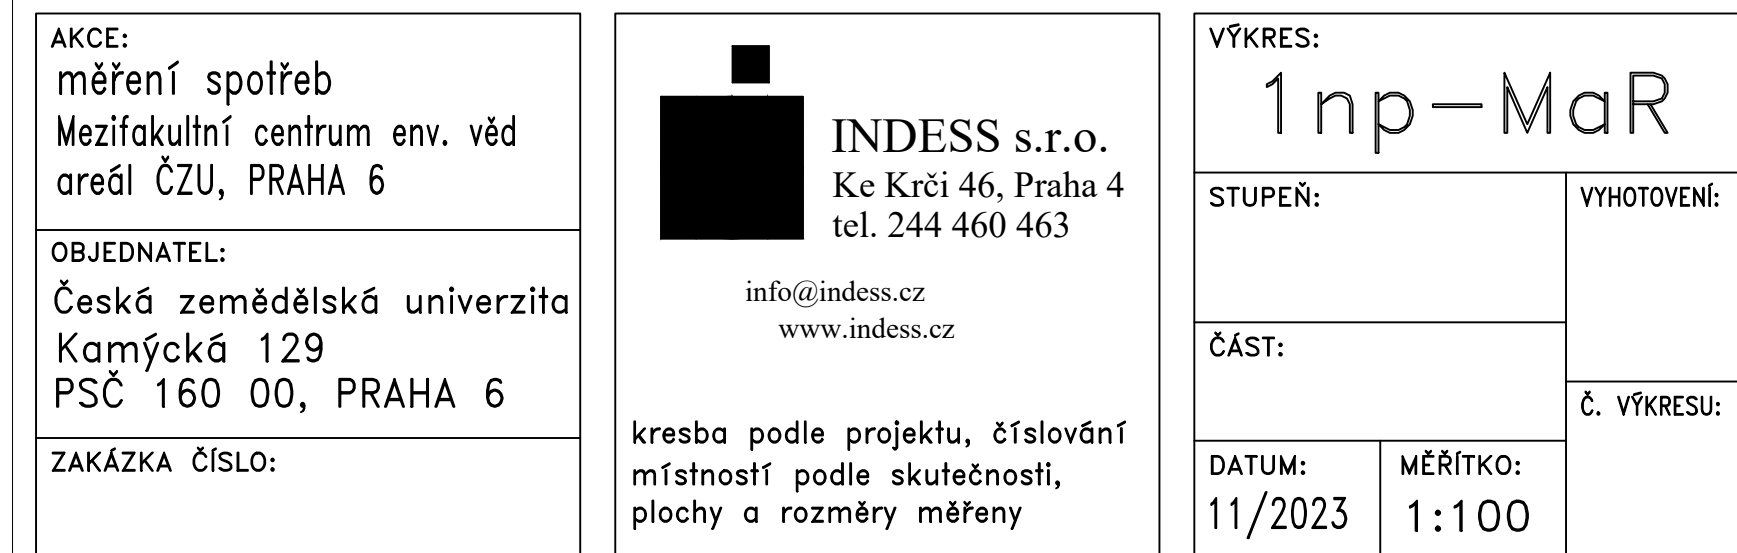 AKCE:
měření spotřeb
Mezifakultní centrum env. věd
areál ČZU, PRAHA 6
OBJEDNATEL:
Česká zemědělská univerzita
Kamýcká 129
PSČ 160 00, PRAHA 6
ZAKÁZKA ČÍSLO:
INDESS s.r.o.
Ke Krči 46, Praha 4
tel. 244 460 463
info@indess.cz
www.indess.cz
kresba podle projektu, číslování
místností podle skutečnosti,
plochy a rozměry měřeny
VÝKRES:
1np-MaR
STUPEŇ:
VYHOTOVENÍ:
ČÁST:
Č. VÝKRESU:
DATUM:
11/2023
MĚŘÍTKO:
1:100